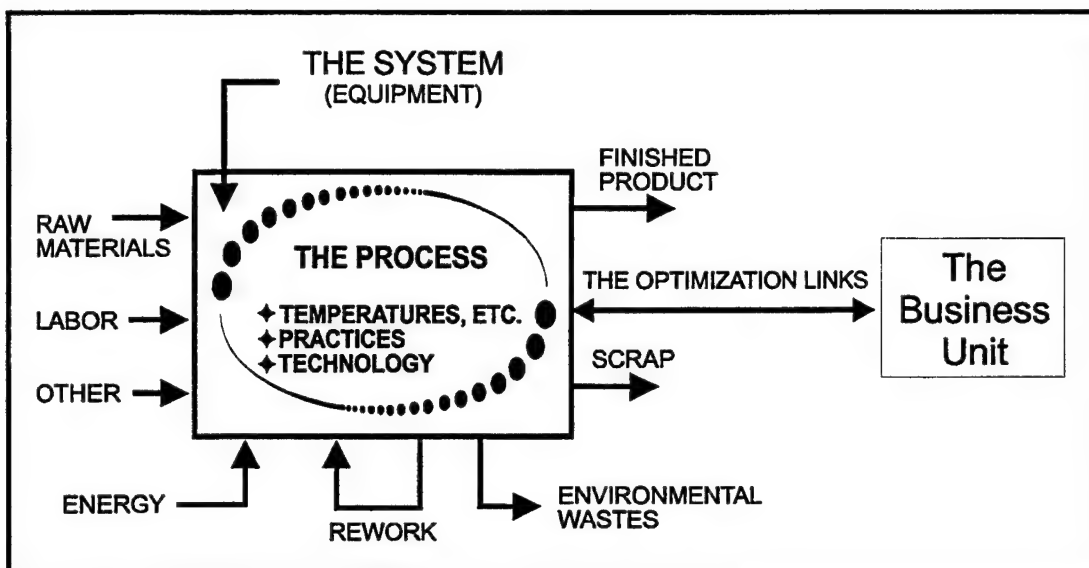 THE SYSTEM
(EQUIPMENT)
FINISHED
PRODUCT
RAW
MATERIALS
THE PROCESS
✦TEMPERATURES, ETC.
✦PRACTICES
✦TECHNOLOGY
THE OPTIMIZATION LINKS
The
Business
Unit
LABOR
SCRAP
OTHER
ENERGY
REWORK
ENVIRONMENTAL
WASTES